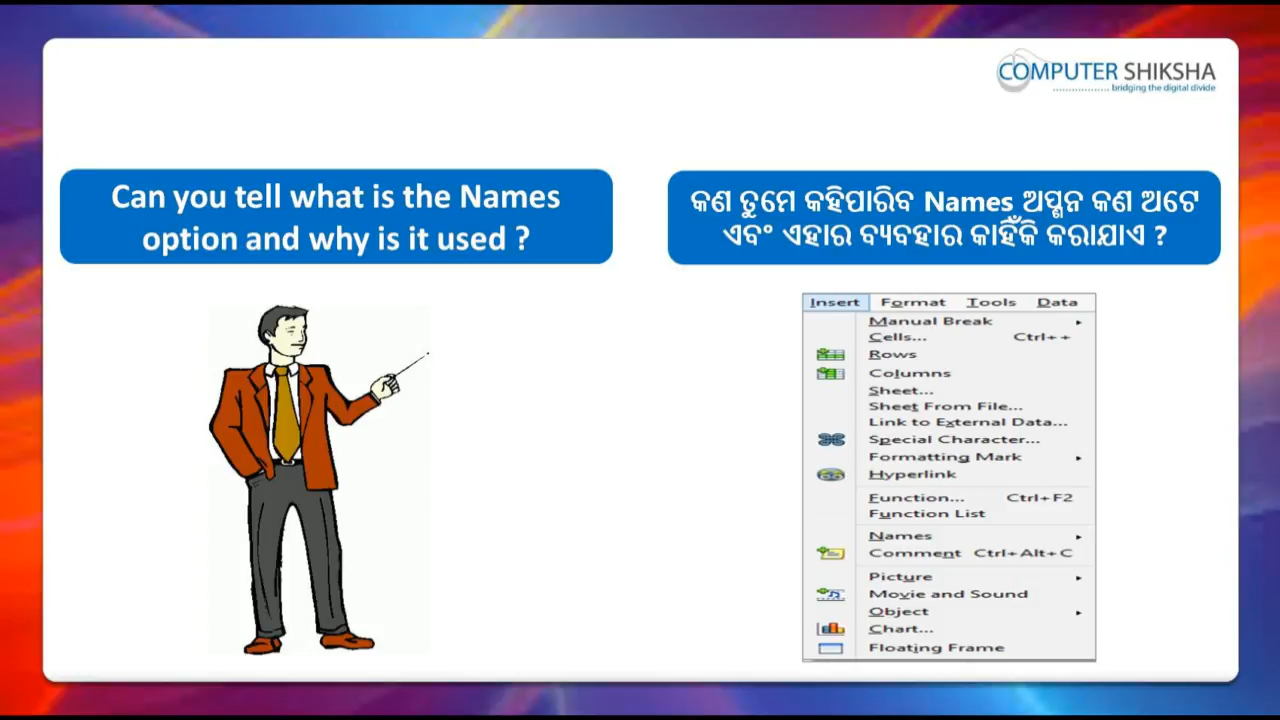 COMPUTER SHIKSHA
bridging the digital divide
Can you tell what is the Names
option and why is it used ?
କଣ ତୁମେ କହିପାରିବ Names ଅପ୍ଶନ କଣ ଅଟେ
ଏବଂ ଏହାର ବ୍ୟବହାର କାହିଁକି କରାଯାଏ ?
Insert Format Tools Data
Manual Break
Cells... Ctrl++
Rows
Columns
Sheet...
Sheet From File...
Link to External Data...
Special Character...
Formatting Mark
Hyperlink
Function... Ctrl+F2
Function List
Names
Comment Ctrl+Alt+C
Picture
Movie and Sound
Object
Chart...
Floating Frame